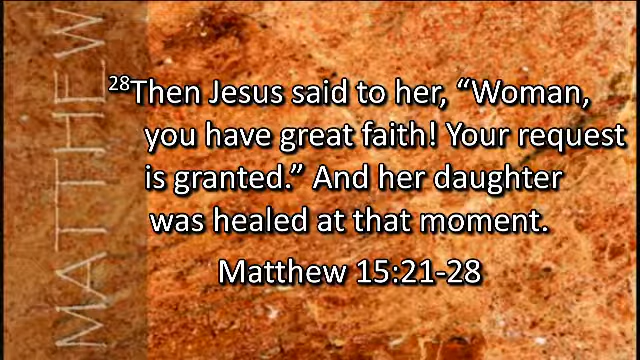 MATTHEW
²⁸Then Jesus said to her, “Woman,
you have great faith! Your request
is granted.” And her daughter
was healed at that moment.
Matthew 15:21-28